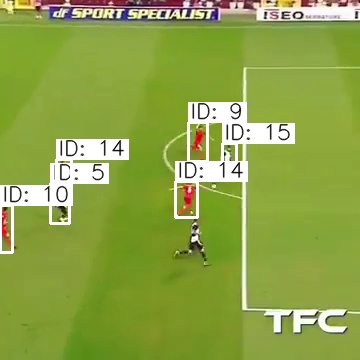 df SPORT SPECIALIST
ISEO
ID: 9
ID: 15
ID: 14
ID: 5
ID: 14
ID: 10
TFC